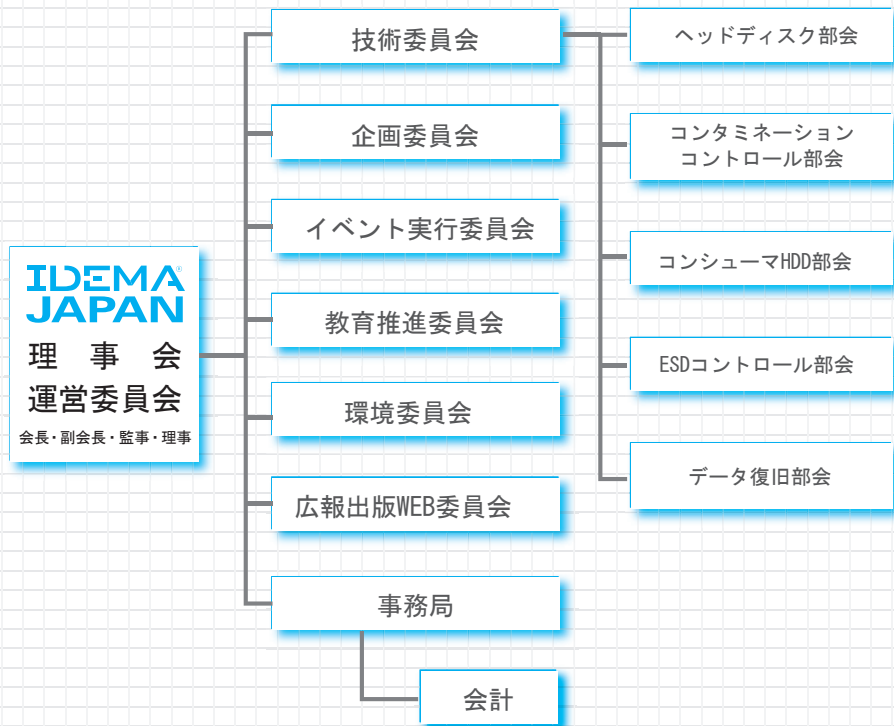 IDEMA®
JAPAN
理 事 会
運営委員会
会長・副会長・監事・理事
技術委員会
企画委員会
イベント実行委員会
教育推進委員会
環境委員会
広報出版WEB委員会
事務局
会計
ヘッドディスク部会
コンタミネーション
コントロール部会
コンシューマHDD部会
ESDコントロール部会
データ復旧部会